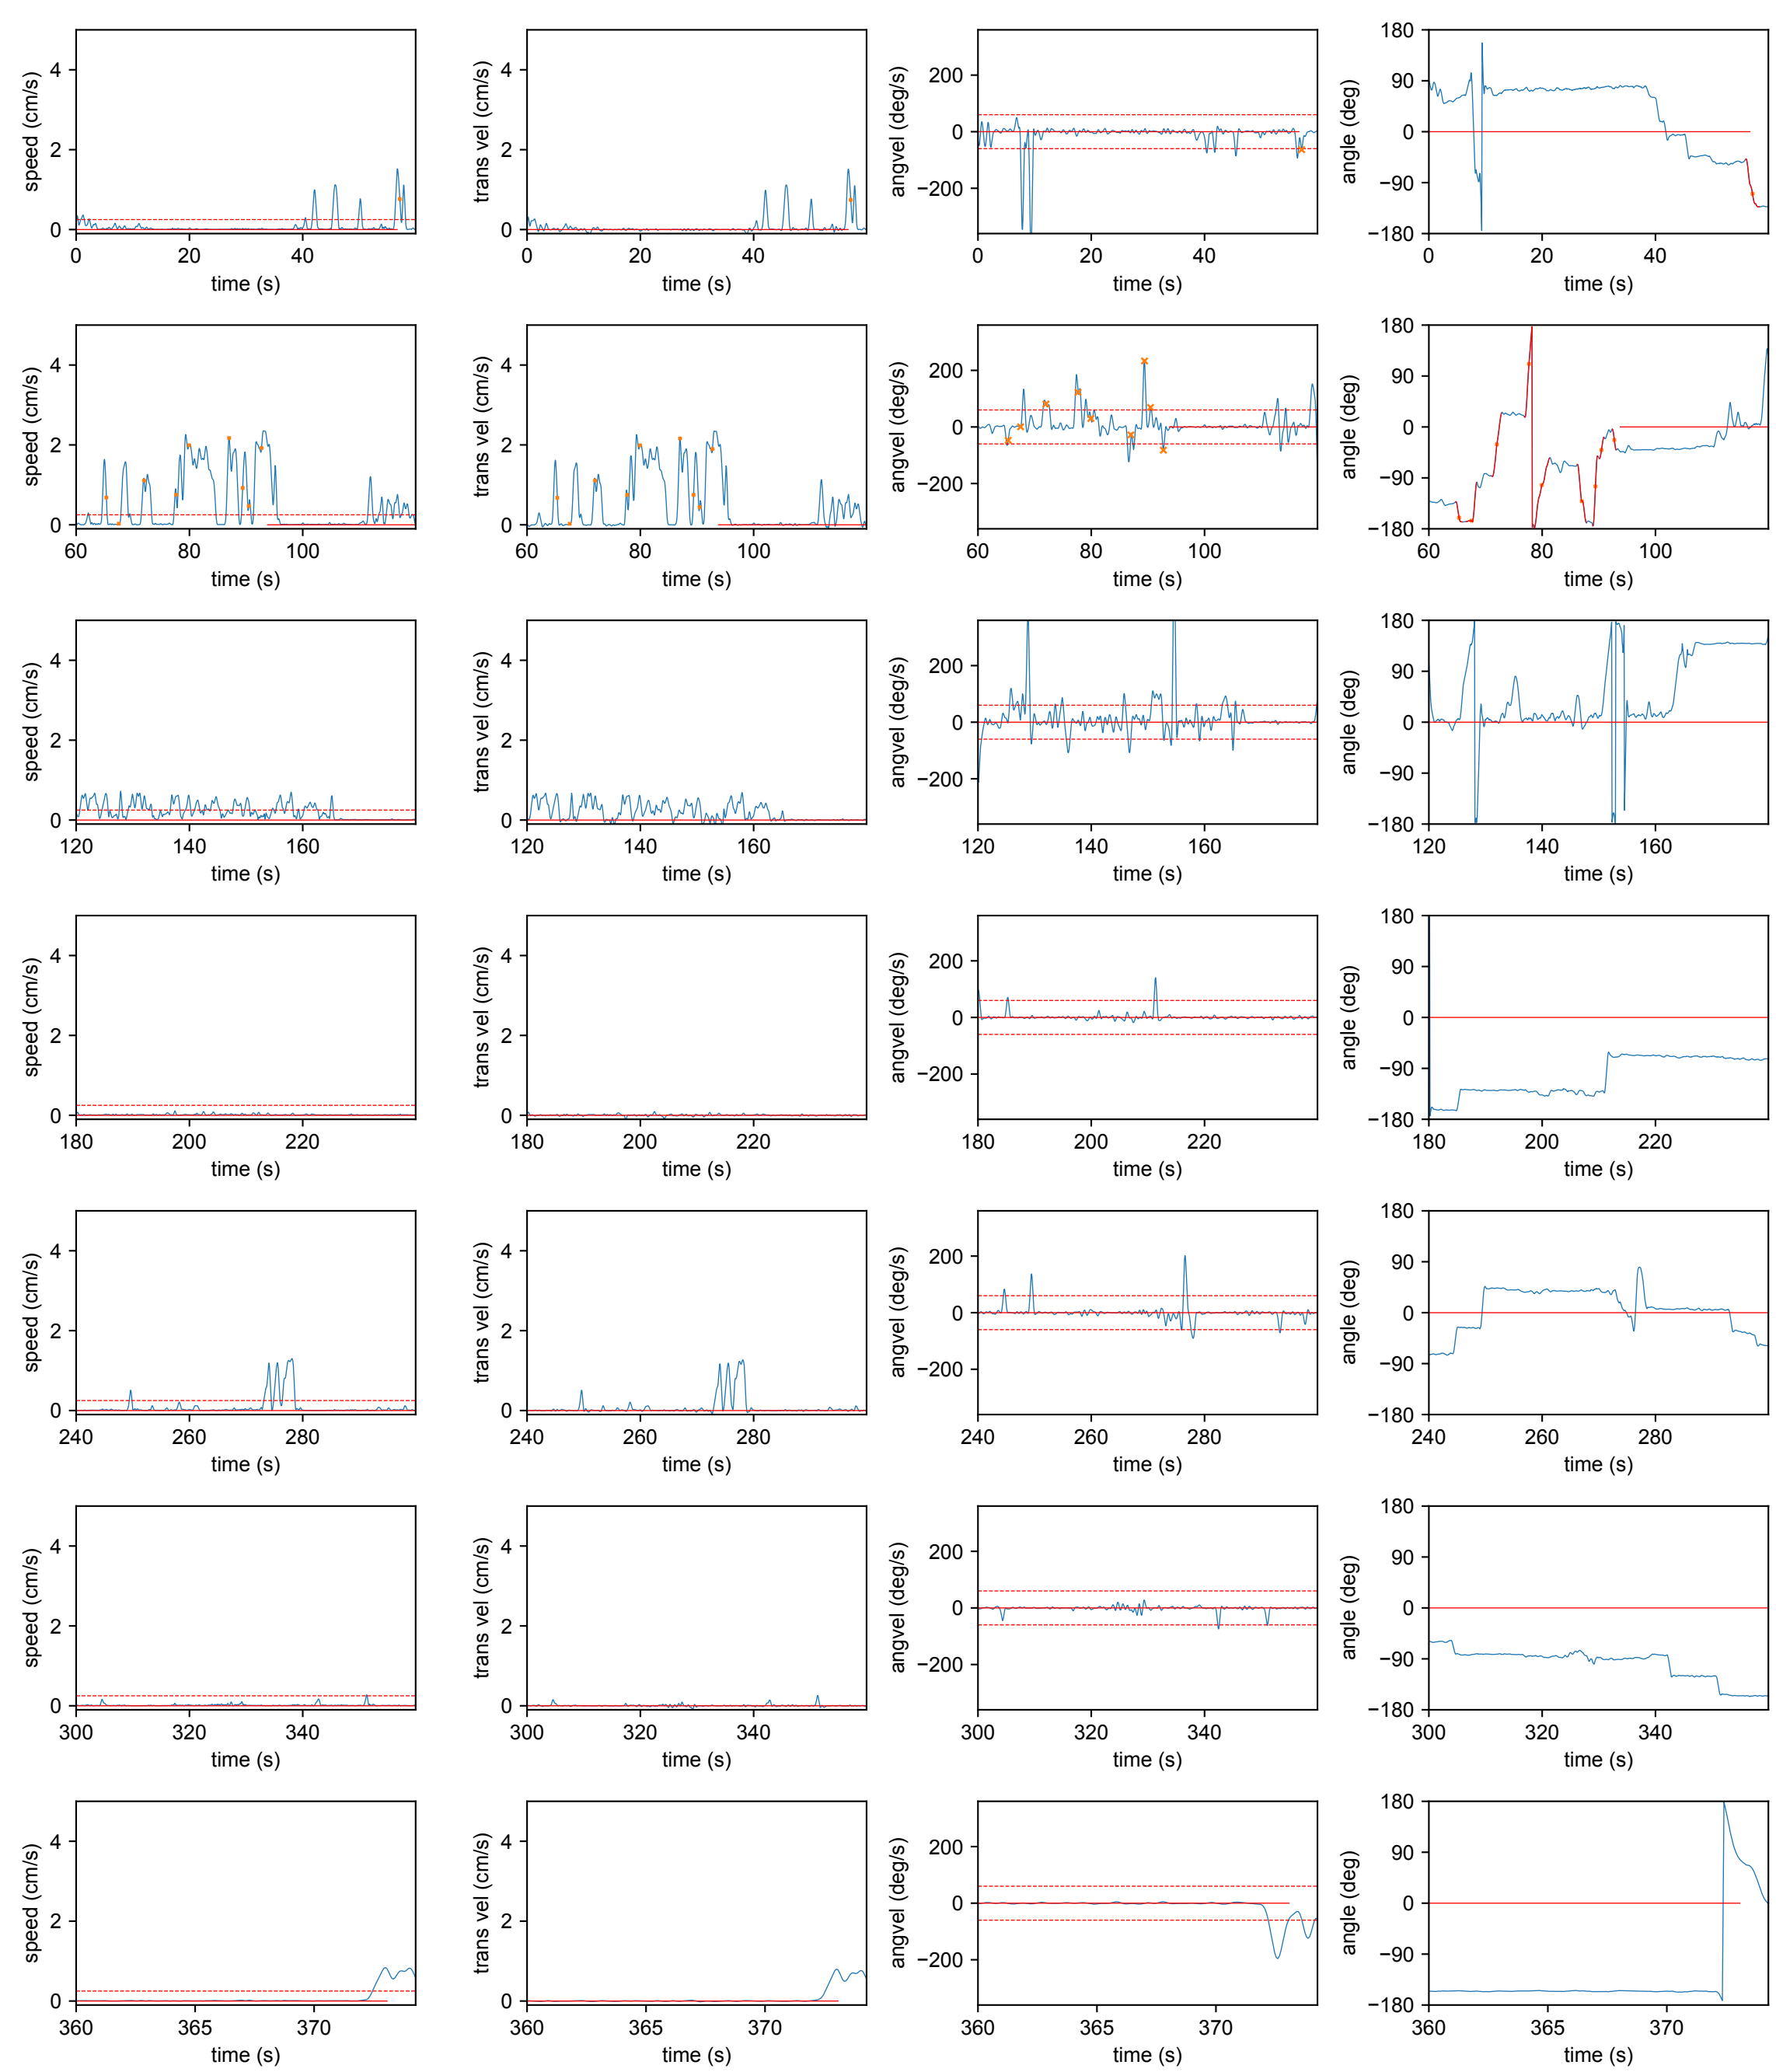 speed (cm/s) 4 2 0 0 20 40 time (s)
trans vel (cm/s) 4 2 0 0 20 40 time (s)
angvel (deg/s) 200 0 −200 0 20 40 time (s)
angle (deg) 180 90 0 −90 −180 0 20 40 time (s)
speed (cm/s) 4 2 0 60 80 100 time (s)
trans vel (cm/s) 4 2 0 60 80 100 time (s)
angvel (deg/s) 200 0 −200 60 80 100 time (s)
angle (deg) 180 90 0 −90 −180 60 80 100 time (s)
speed (cm/s) 4 2 0 120 140 160 time (s)
trans vel (cm/s) 4 2 0 120 140 160 time (s)
angvel (deg/s) 200 0 −200 120 140 160 time (s)
angle (deg) 180 90 0 −90 −180 120 140 160 time (s)
speed (cm/s) 4 2 0 180 200 220 time (s)
trans vel (cm/s) 4 2 0 180 200 220 time (s)
angvel (deg/s) 200 0 −200 180 200 220 time (s)
angle (deg) 180 90 0 −90 −180 180 200 220 time (s)
speed (cm/s) 4 2 0 240 260 280 time (s)
trans vel (cm/s) 4 2 0 240 260 280 time (s)
angvel (deg/s) 200 0 −200 240 260 280 time (s)
angle (deg) 180 90 0 −90 −180 240 260 280 time (s)
speed (cm/s) 4 2 0 300 320 340 time (s)
trans vel (cm/s) 4 2 0 300 320 340 time (s)
angvel (deg/s) 200 0 −200 300 320 340 time (s)
angle (deg) 180 90 0 −90 −180 300 320 340 time (s)
speed (cm/s) 4 2 0 360 365 370 time (s)
trans vel (cm/s) 4 2 0 360 365 370 time (s)
angvel (deg/s) 200 0 −200 360 365 370 time (s)
angle (deg) 180 90 0 −90 −180 360 365 370 time (s)